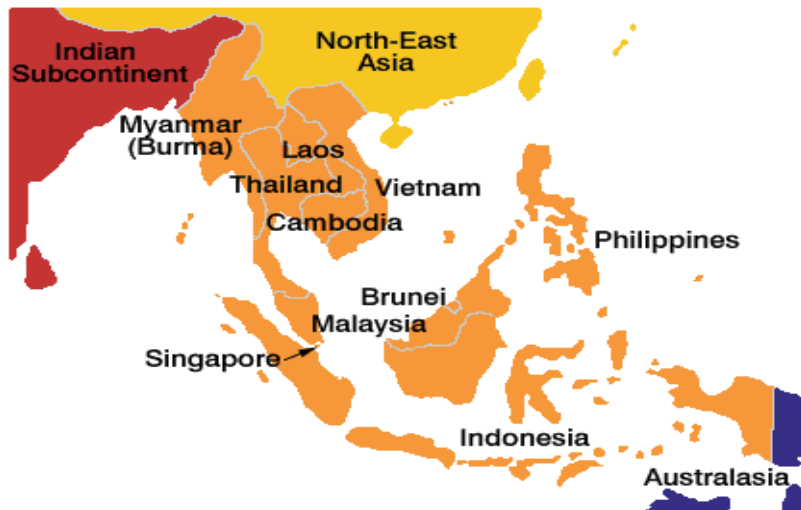 North-East
Asia
Indian
Subcontinent
Myanmar
(Burma)
Laos
Thailand
Vietnam
Cambodia
Philippines
Brunei
Malaysia
Singapore
Indonesia
Australasia